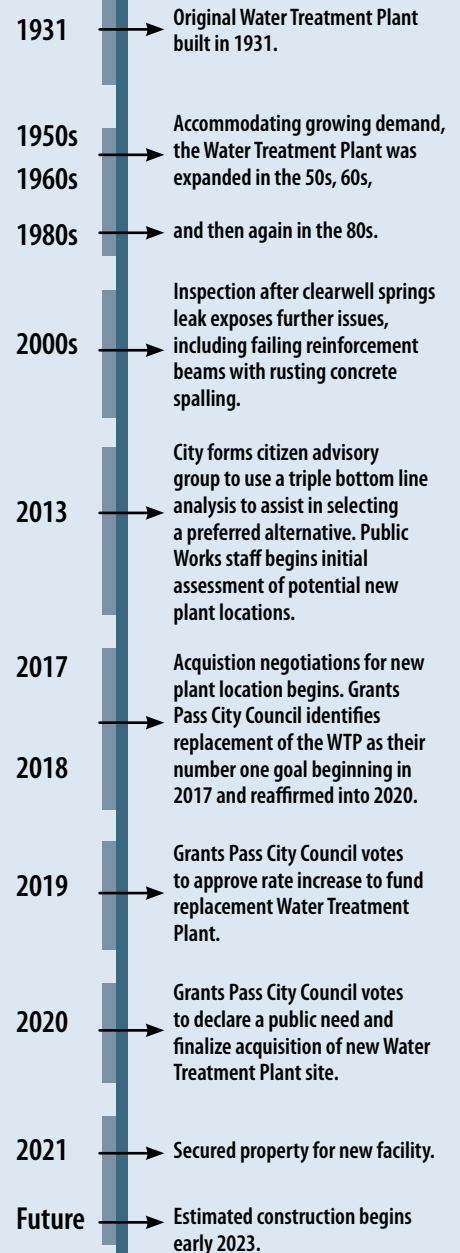 1931
Original Water Treatment Plant
built in 1931.
1950s
1960s
Accommodating growing demand,
the Water Treatment Plant was
expanded in the 50s, 60s,
1980s
and then again in the 80s.
2000s
Inspection after clearwell springs
leak exposes further issues,
including failing reinforcement
beams with rusting concrete
spalling.
2013
City forms citizen advisory
group to use a triple bottom line
analysis to assist in selecting
a preferred alternative. Public
Works staff begins initial
assessment of potential new
plant locations.
2017
2018
Acquistion negotiations for new
plant location begins. Grants
Pass City Council identifies
replacement of the WTP as their
number one goal beginning in
2017 and reaffirmed into 2020.
2019
Grants Pass City Council votes
to approve rate increase to fund
replacement Water Treatment
Plant.
2020
Grants Pass City Council votes
to declare a public need and
finalize acquisition of new Water
Treatment Plant site.
2021
Secured property for new facility.
Future
Estimated construction begins
early 2023.